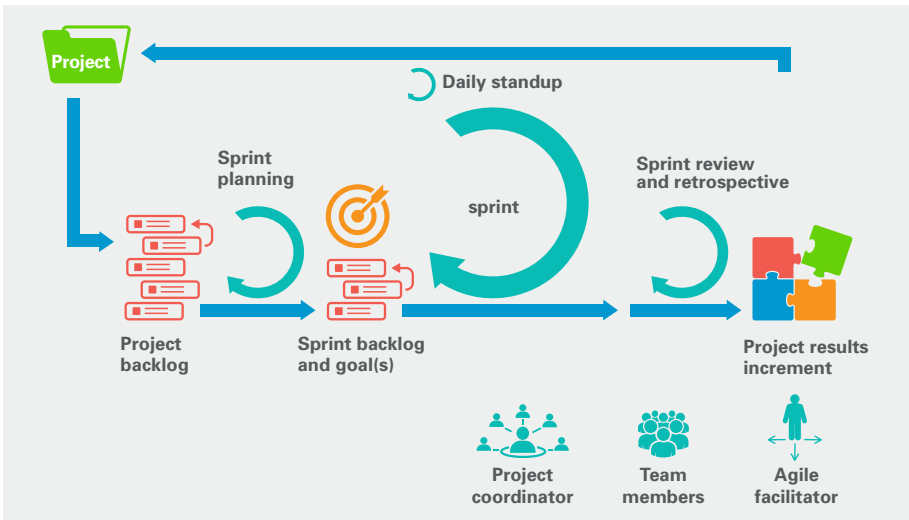 Project
Daily standup
Sprint
planning
sprint
Sprint review
and retrospective
Project
backlog
Sprint backlog
and goal(s)
Project results
increment
Project
coordinator
Team
members
Agile
facilitator